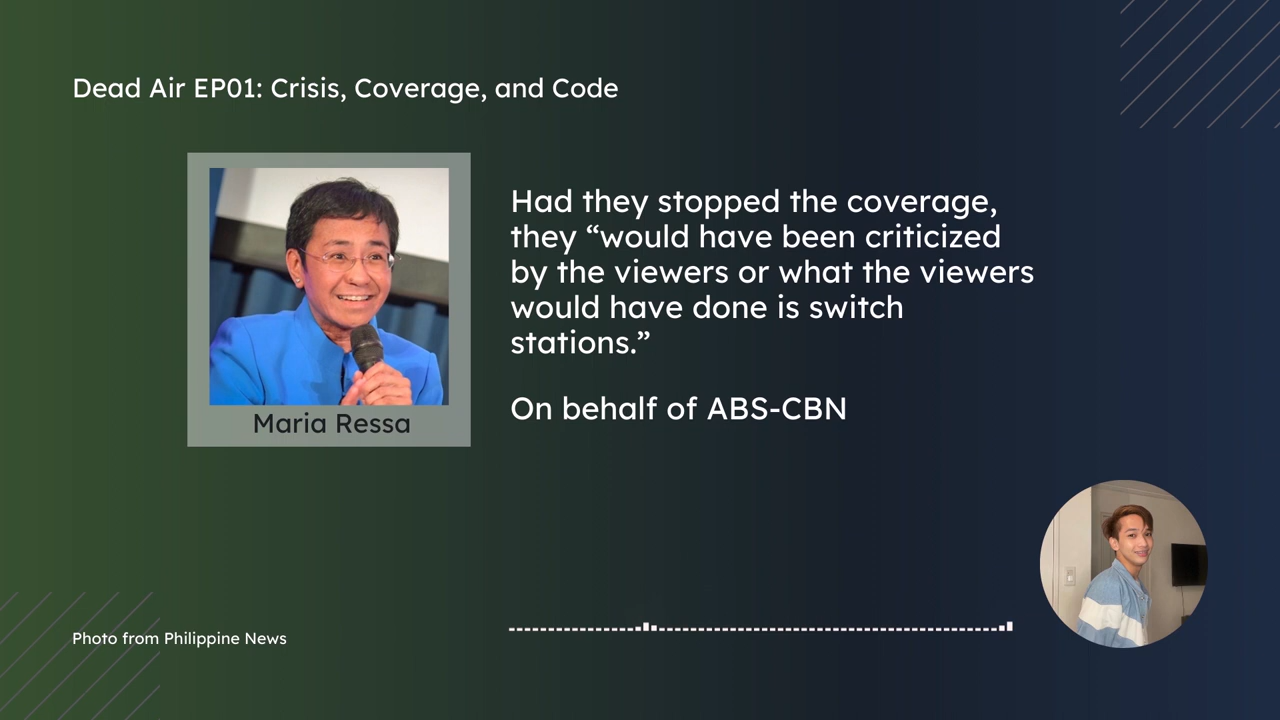 Dead Air EP01: Crisis, Coverage, and Code
Maria Ressa
Had they stopped the coverage,
they “would have been criticized
by the viewers or what the viewers
would have done is switch
stations.”
On behalf of ABS-CBN
Photo from Philippine News